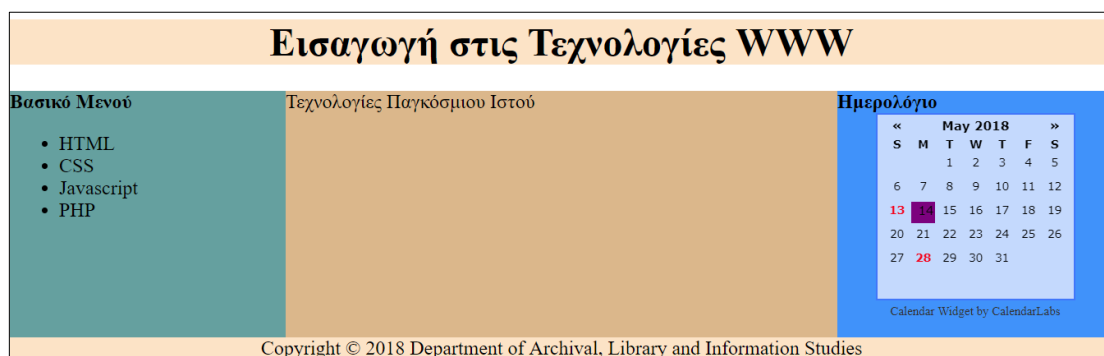 Εισαγωγή στις Τεχνολογίες WWW
Βασικό Μενού
• HTML
• CSS
• Javascript
• PHP
Τεχνολογίες Παγκόσμιου Ιστού
Ημερολόγιο
« May 2018 »
S M T W T F S
1 2 3 4 5
6 7 8 9 10 11 12
13 14 15 16 17 18 19
20 21 22 23 24 25 26
27 28 29 30 31
Calendar Widget by CalendarLabs
Copyright © 2018 Department of Archival, Library and Information Studies